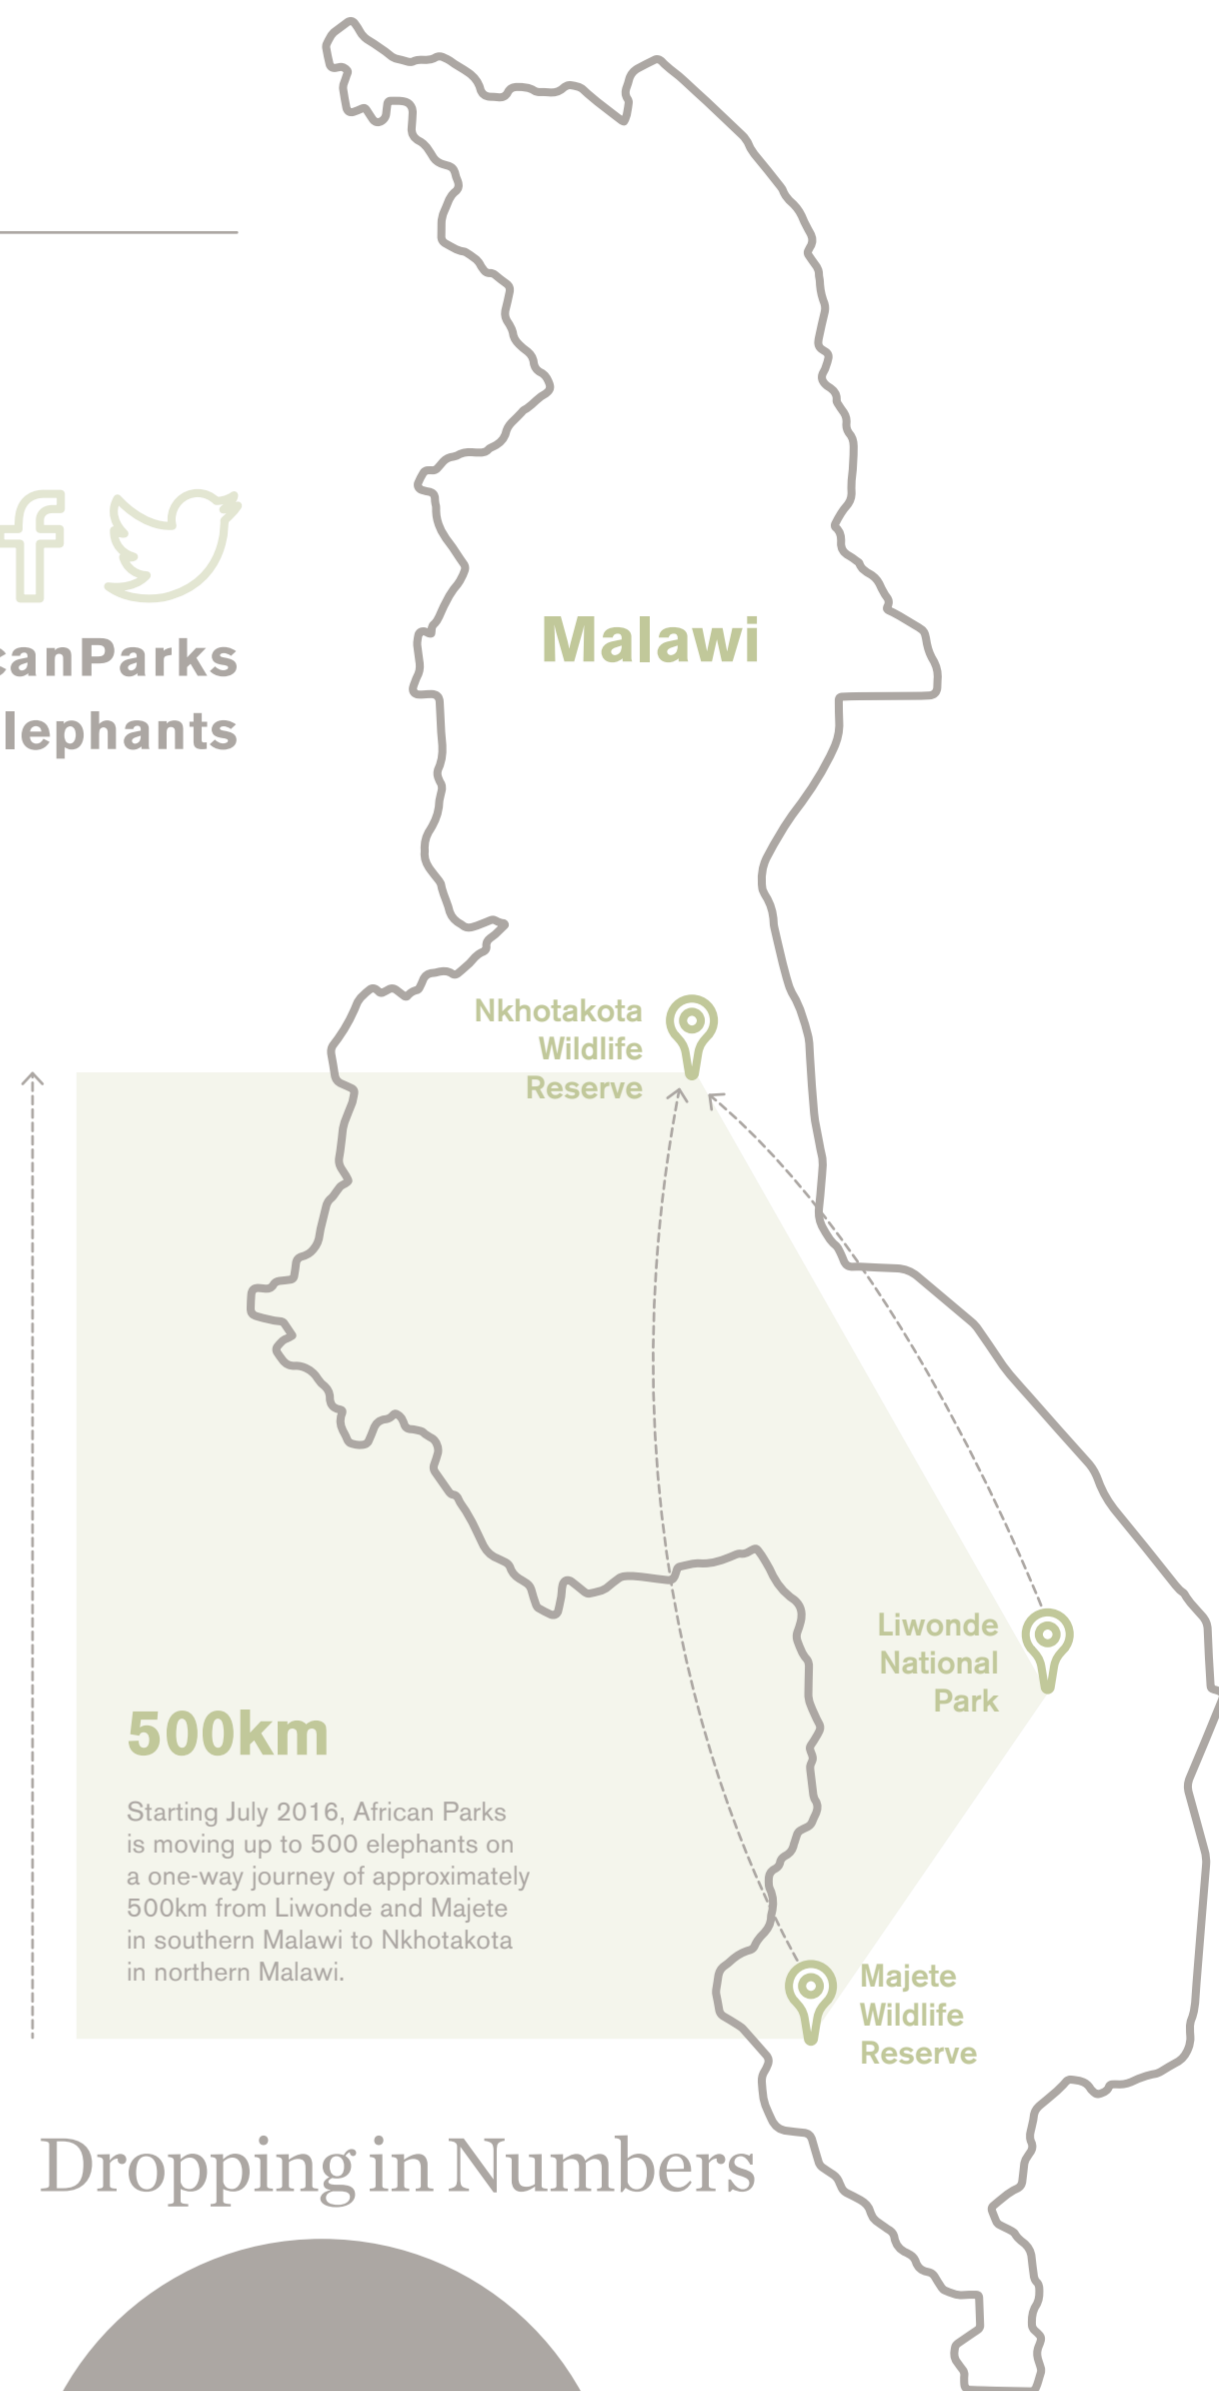 canParks
lephants
Malawi
Nkhotakota
Wildlife
Reserve
Liwonde
National
Park
500km
Starting July 2016, African Parks
is moving up to 500 elephants on
a one-way journey of approximately
500km from Liwonde and Majete
in southern Malawi to Nkhotakota
in northern Malawi.
Majete
Wildlife
Reserve
Dropping in Numbers